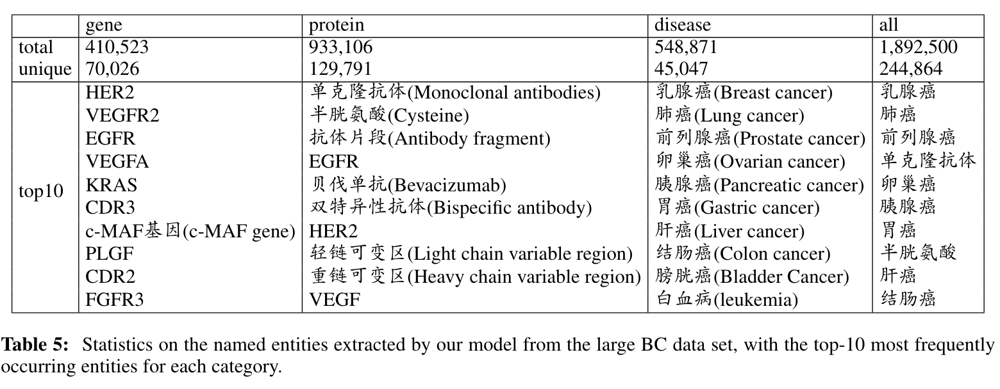 gene protein disease all
total 410,523 933,106 548,871 1,892,500
unique 70,026 129,791 45,047 244,864
HER2 单克隆抗体(Monoclonal antibodies) 乳腺癌(Breast cancer) 乳腺癌
VEGFR2 半胱氨酸(Cysteine) 肺癌(Lung cancer) 肺癌
EGFR 抗体片段(Antibody fragment) 前列腺癌(Prostate cancer) 前列腺癌
VEGFA EGFR 卵巢癌(Ovarian cancer) 单克隆抗体
top10 KRAS 贝伐单抗(Bevacizumab) 胰腺癌(Pancreatic cancer) 卵巢癌
CDR3 双特异性抗体(Bispecific antibody) 胃癌(Gastric cancer) 胰腺癌
c-MAF基因(c-MAF gene) HER2 肝癌(Liver cancer) 胃癌
PLGF 轻链可变区(Light chain variable region) 结肠癌(Colon cancer) 半胱氨酸
CDR2 重链可变区(Heavy chain variable region) 膀胱癌(Bladder Cancer) 肝癌
FGFR3 VEGF 白血病(leukemia) 结肠癌
Table 5: Statistics on the named entities extracted by our model from the large BC data set, with the top-10 most frequently
occurring entities for each category.